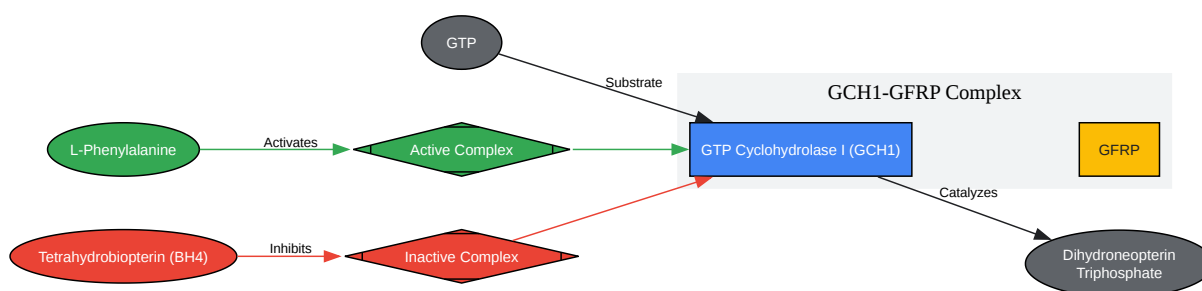 GTP
Substrate
GCH1-GFRP Complex
L-Phenylalanine
Activates
Active Complex
GTP Cyclohydrolase I (GCH1)
GFRP
Catalyzes
Tetrahydrobiopterin (BH4)
Inhibits
Inactive Complex
Dihydroneopterin
Triphosphate